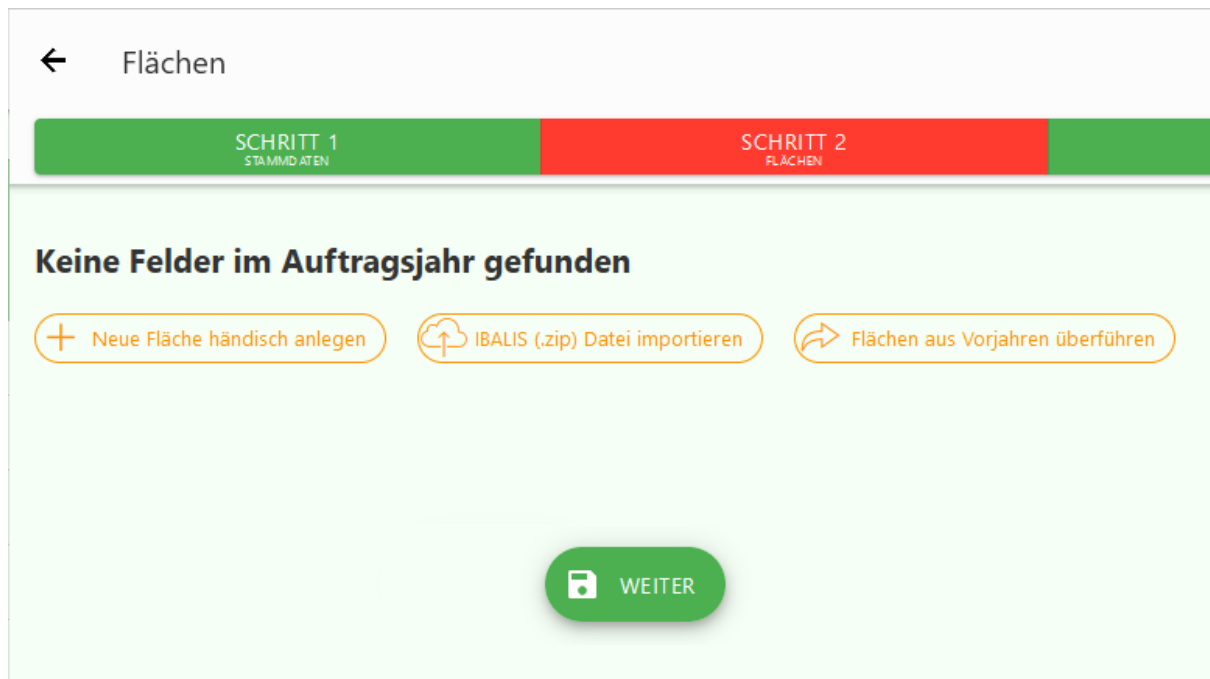 Flächen
SCHRITT 1
STAMMDATEN
SCHRITT 2
FLÄCHEN
Keine Felder im Auftragsjahr gefunden
Neue Fläche händisch anlegen
IBALIS (.zip) Datei importieren
Flächen aus Vorjahren überführen
WEITER